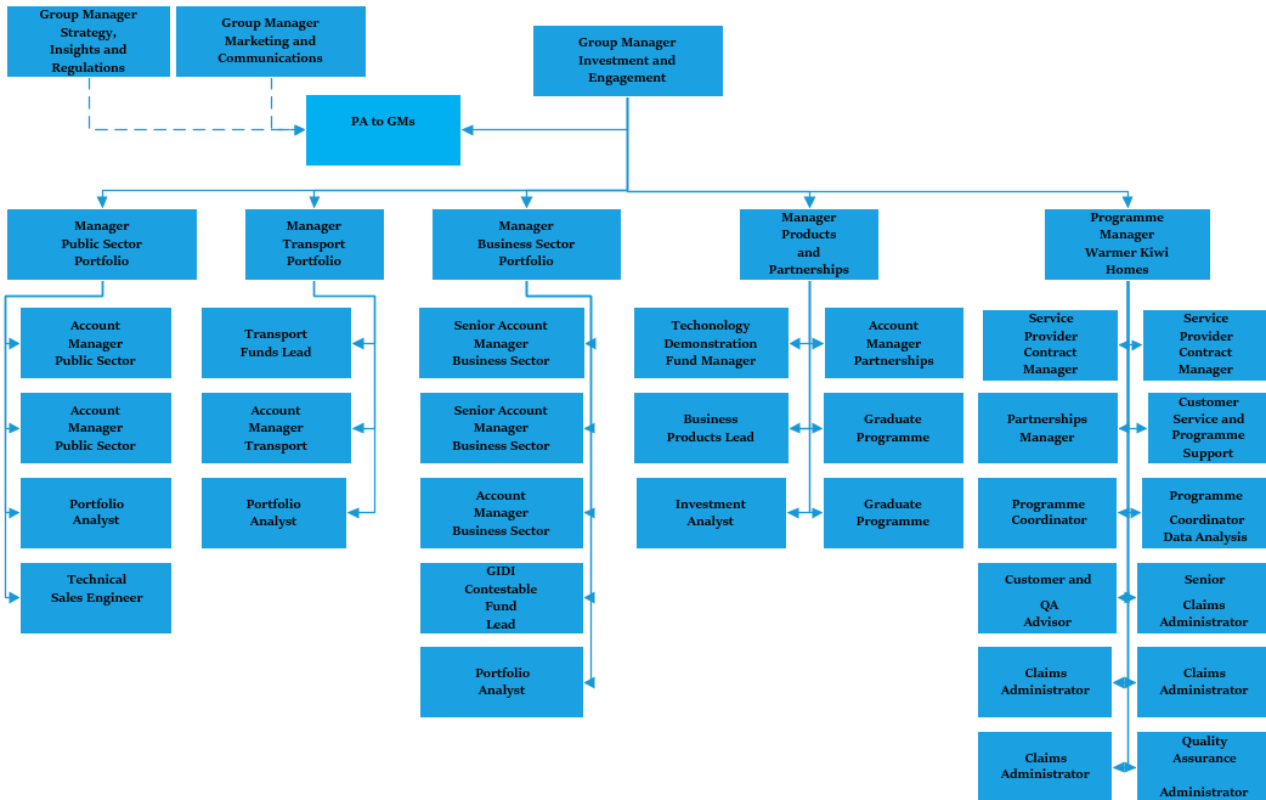 Group Manager
Strategy,
Insights and
Regulations
Group Manager
Marketing and
Communications
Group Manager
Investment and
Engagement
PA to GMs
Manager
Public Sector
Portfolio
Manager
Transport
Portfolio
Manager
Business Sector
Portfolio
Manager
Products
and
Partnerships
Programme
Manager
Warmer Kiwi
Homes
Account
Manager
Public Sector
Transport
Funds Lead
Senior Account
Manager
Business Sector
Techonology
Demonstration
Fund Manager
Account
Manager
Partnerships
Service
Provider
Contract
Manager
Service
Provider
Contract
Manager
Account
Manager
Public Sector
Account
Manager
Transport
Senior Account
Manager
Business Sector
Business
Products Lead
Graduate
Programme
Partnerships
Manager
Customer
Service and
Programme
Support
Portfolio
Analyst
Portfolio
Analyst
Account
Manager
Business Sector
Investment
Analyst
Graduate
Programme
Programme
Coordinator
Programme
Coordinator
Data Analysis
Technical
Sales Engineer
GIDI
Contestable
Fund
Lead
Customer and
QA
Advisor
Senior
Claims
Administrator
Portfolio
Analyst
Claims
Administrator
Claims
Administrator
Claims
Administrator
Quality
Assurance
Administrator